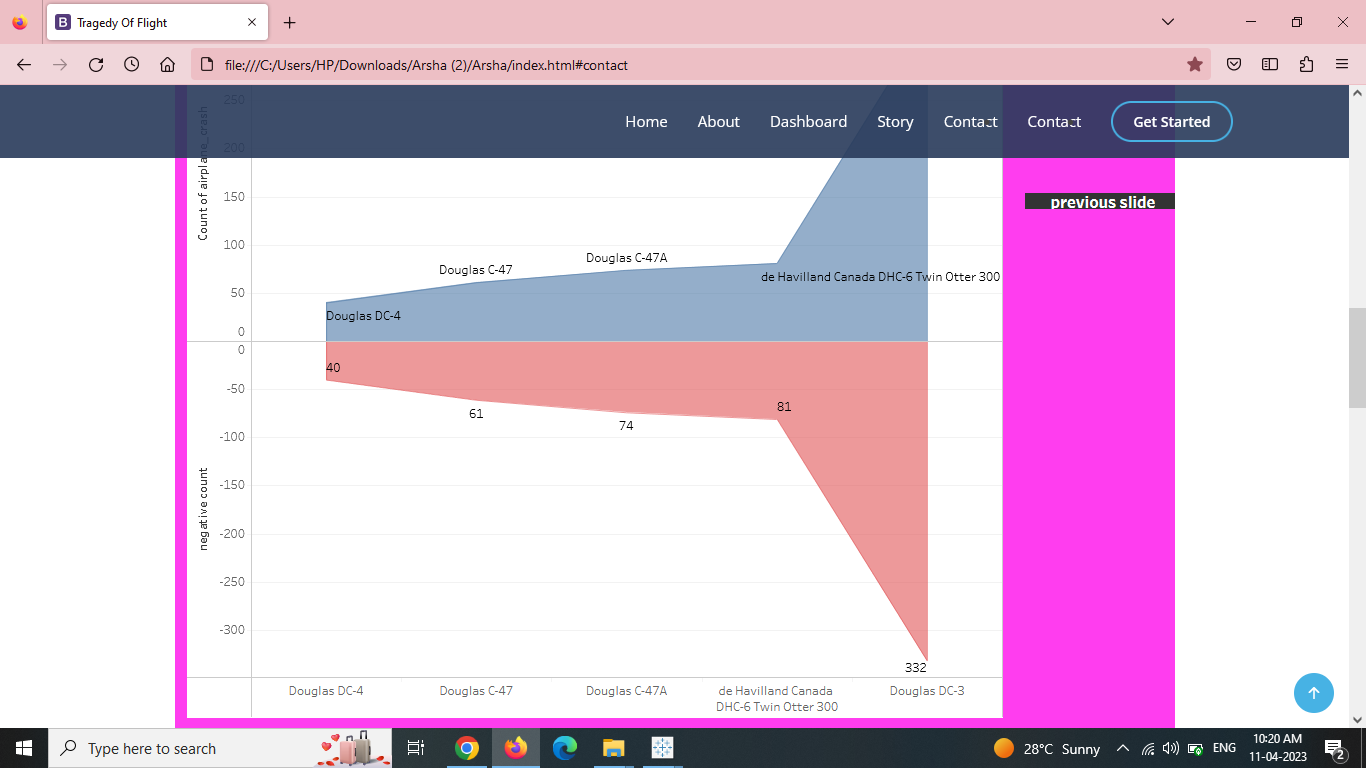 Tragedy Of Flight
file:///C:/Users/HP/Downloads/Arsha (2)/Arsha/index.html#contact
Home About Dashboard Story Contact Contact Get Started
250
200
150
100
50
0
Count of airplane_crash
previous slide
Douglas C-47A
Douglas C-47
de Havilland Canada DHC-6 Twin Otter 300
Douglas DC-4
0
-50
-100
-150
-200
-250
-300
negative count
40
61
74
81
332
Douglas DC-4
Douglas C-47
Douglas C-47A
de Havilland Canada
DHC-6 Twin Otter 300
Douglas DC-3
Type here to search
28°C Sunny
ENG
10:20 AM
11-04-2023
2